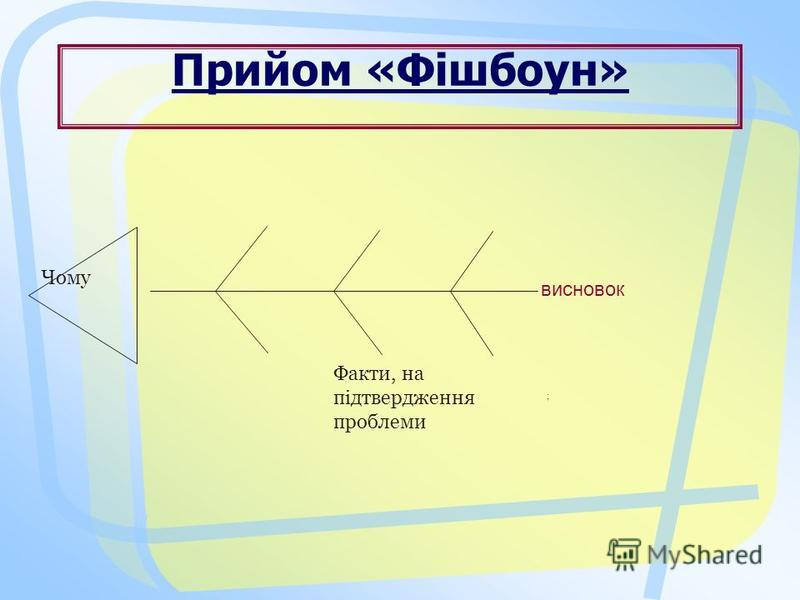 Прийом «Фішбоун»
Чому
висновок
Факти, на
підтвердження
проблеми
;
MyShared